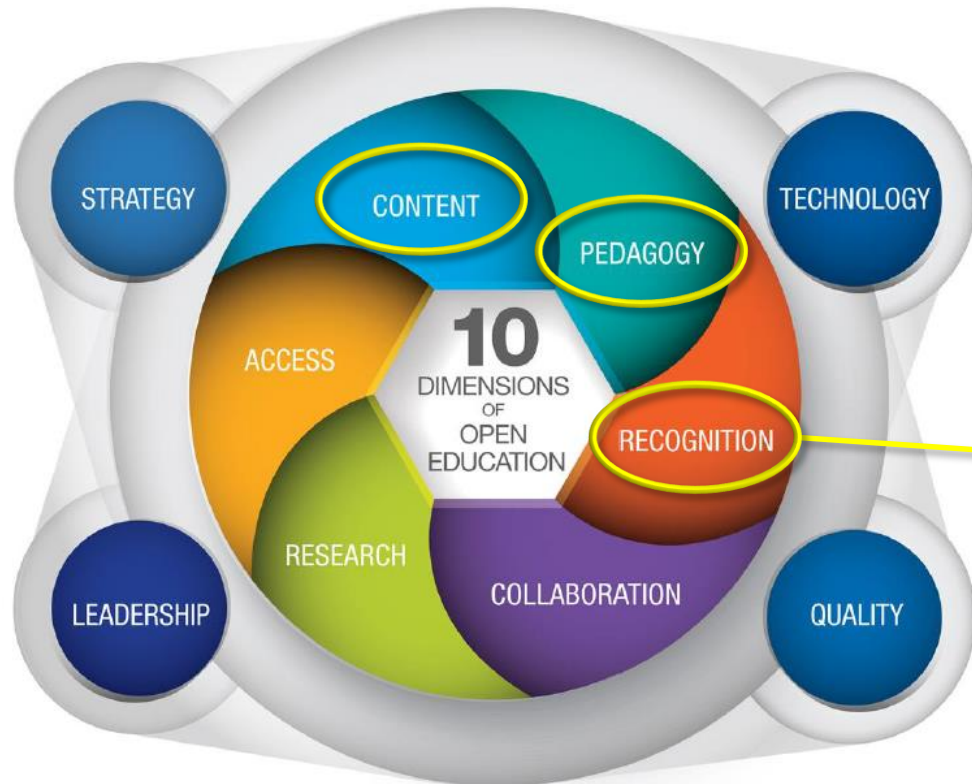 STRATEGY
CONTENT
PEDAGOGY
TECHNOLOGY
ACCESS
10
DIMENSIONS
OF
OPEN
EDUCATION
RECOGNITION
RESEARCH
COLLABORATION
LEADERSHIP
QUALITY